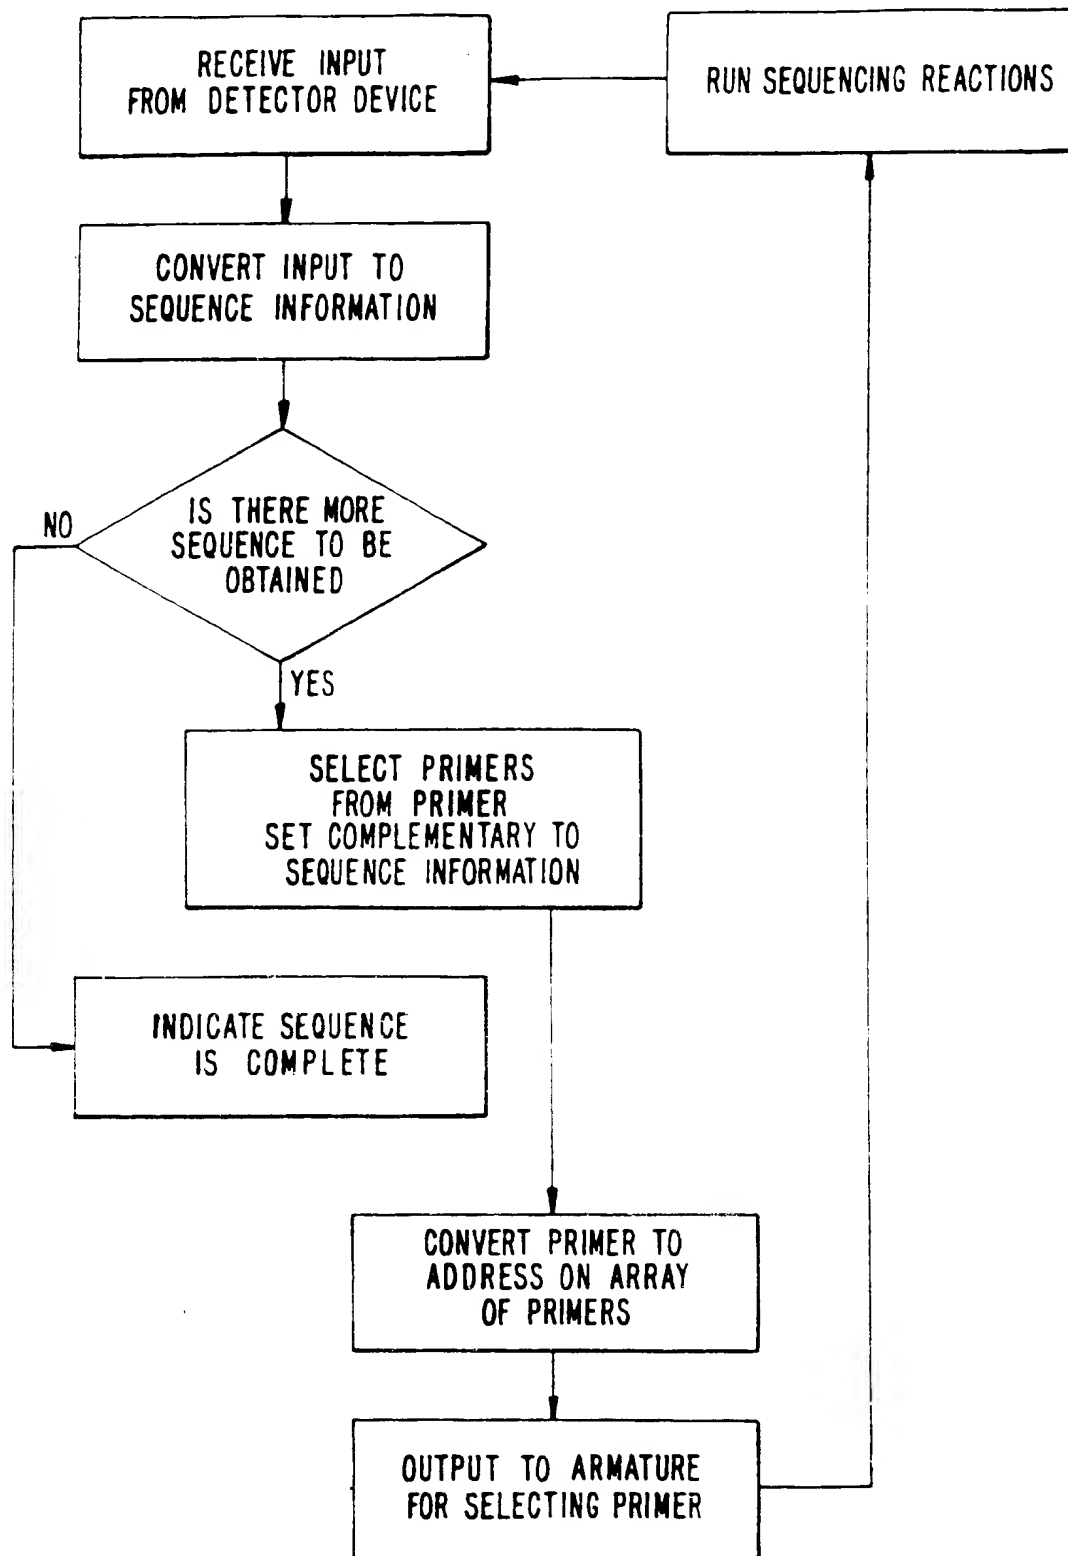 RECEIVE INPUT
FROM DETECTOR DEVICE
RUN SEQUENCING REACTIONS
CONVERT INPUT TO
SEQUENCE INFORMATION
IS THERE MORE
SEQUENCE TO BE
OBTAINED
NO
YES
SELECT PRIMERS
FROM PRIMER
SET COMPLEMENTARY TO
SEQUENCE INFORMATION
INDICATE SEQUENCE
IS COMPLETE
CONVERT PRIMER TO
ADDRESS ON ARRAY
OF PRIMERS
OUTPUT TO ARMATURE
FOR SELECTING PRIMER